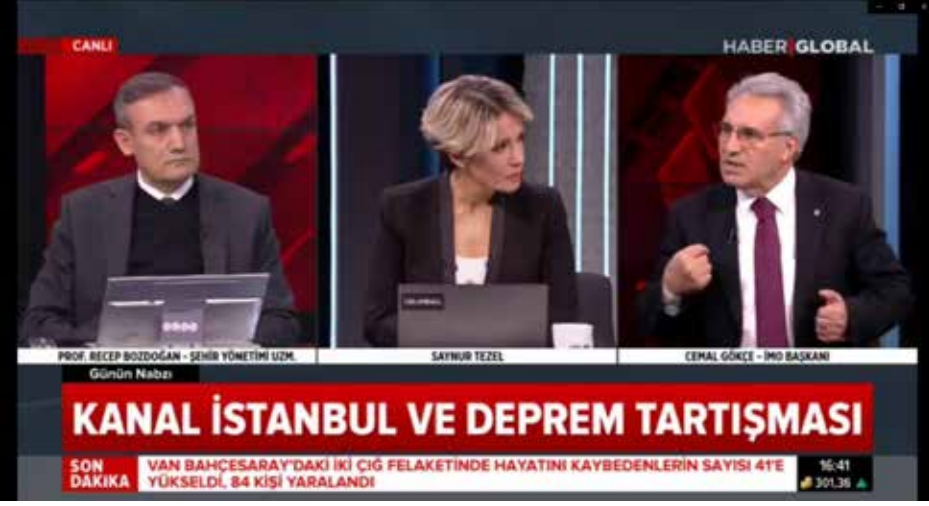 CANLI
HABER GLOBAL
GLOBAL
PROF. RECEP BOZDOĞAN - ŞEHİR YÖNETİMİ UZM.
SAYNUR TEZEL
CEMAL GÖKÇE - İMO BAŞKANI
Günün Nabzı
KANAL İSTANBUL VE DEPREM TARTIŞMASI
SON DAKİKA
VAN BAHÇESARAY'DAKİ İKİ ÇIĞ FELAKETİNDE HAYATINI KAYBEDENLERİN SAYISI 41'E
YÜKSELDİ, 84 KİŞİ YARALANDI
16:41
301,36